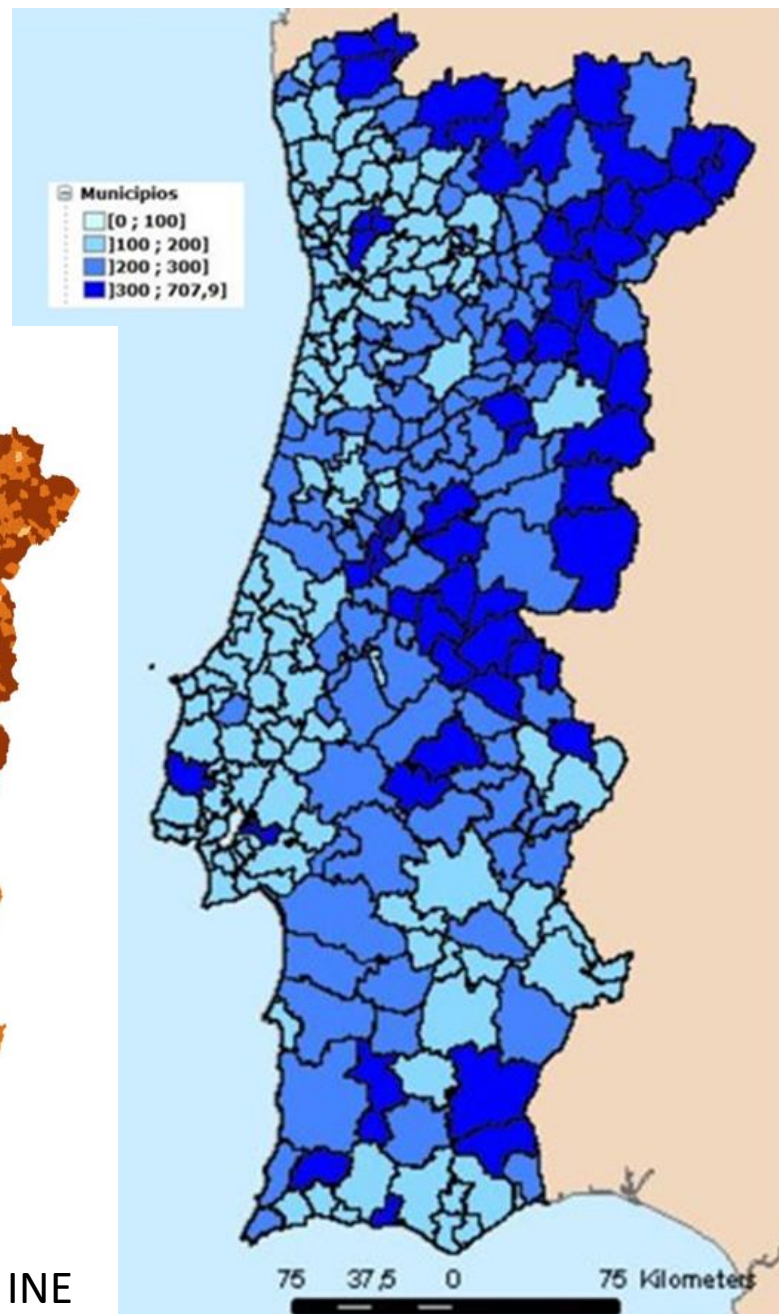 Municipios
[0 ; 100]
]100 ; 200]
]200 ; 300]
]300 ; 707,9]
INE
75 37,5 0 75 Kilometers